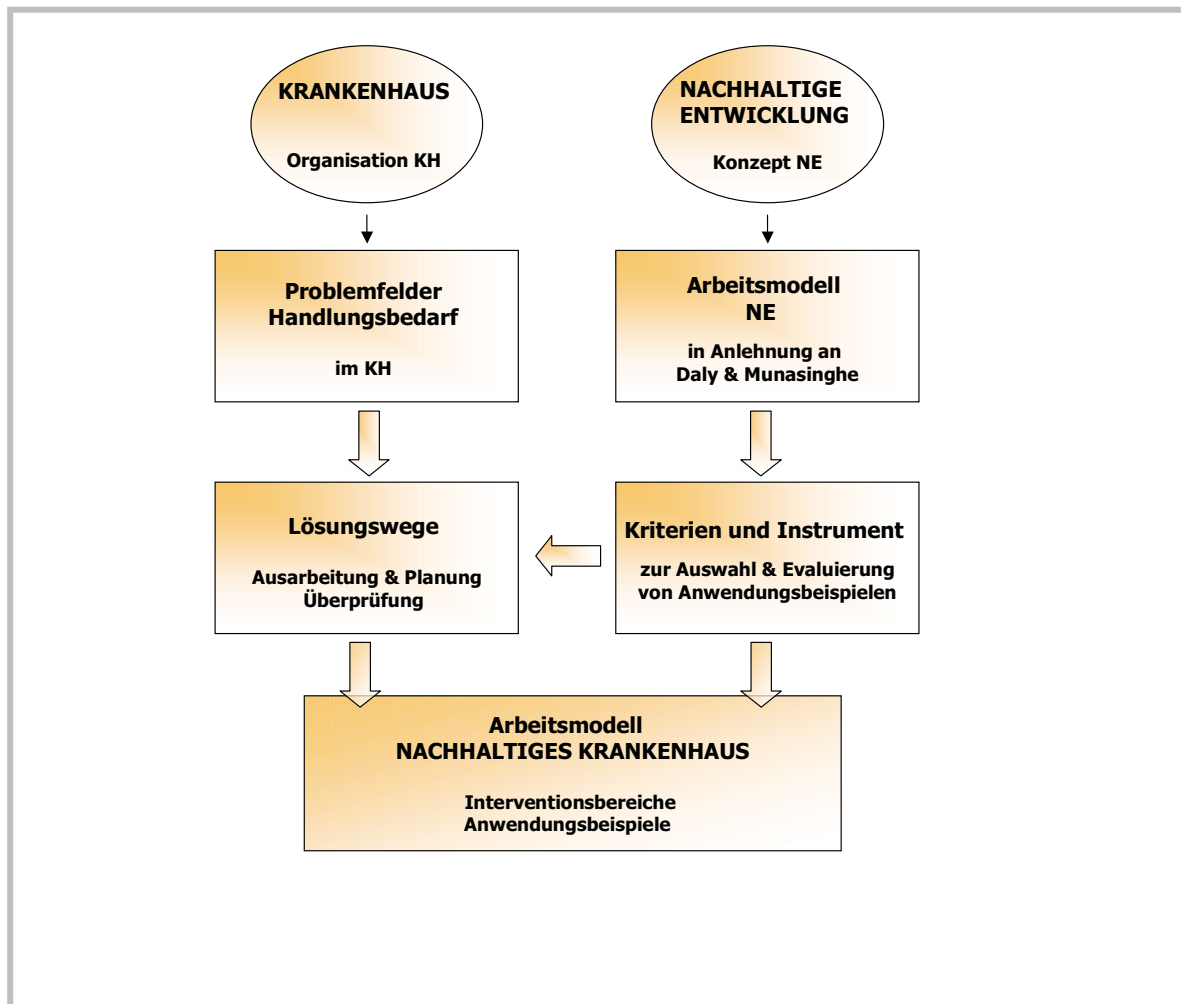 KRANKENHAUS
Organisation KH
NACHHALTIGE
ENTWICKLUNG
Konzept NE
Problemfelder
Handlungsbedarf
im KH
Arbeitsmodell
NE
in Anlehnung an
Daly & Munasinghe
Lösungswege
Ausarbeitung & Planung
Überprüfung
Kriterien und Instrument
zur Auswahl & Evaluierung
von Anwendungsbeispielen
Arbeitsmodell
NACHHALTIGES KRANKENHAUS
Interventionsbereiche
Anwendungsbeispiele